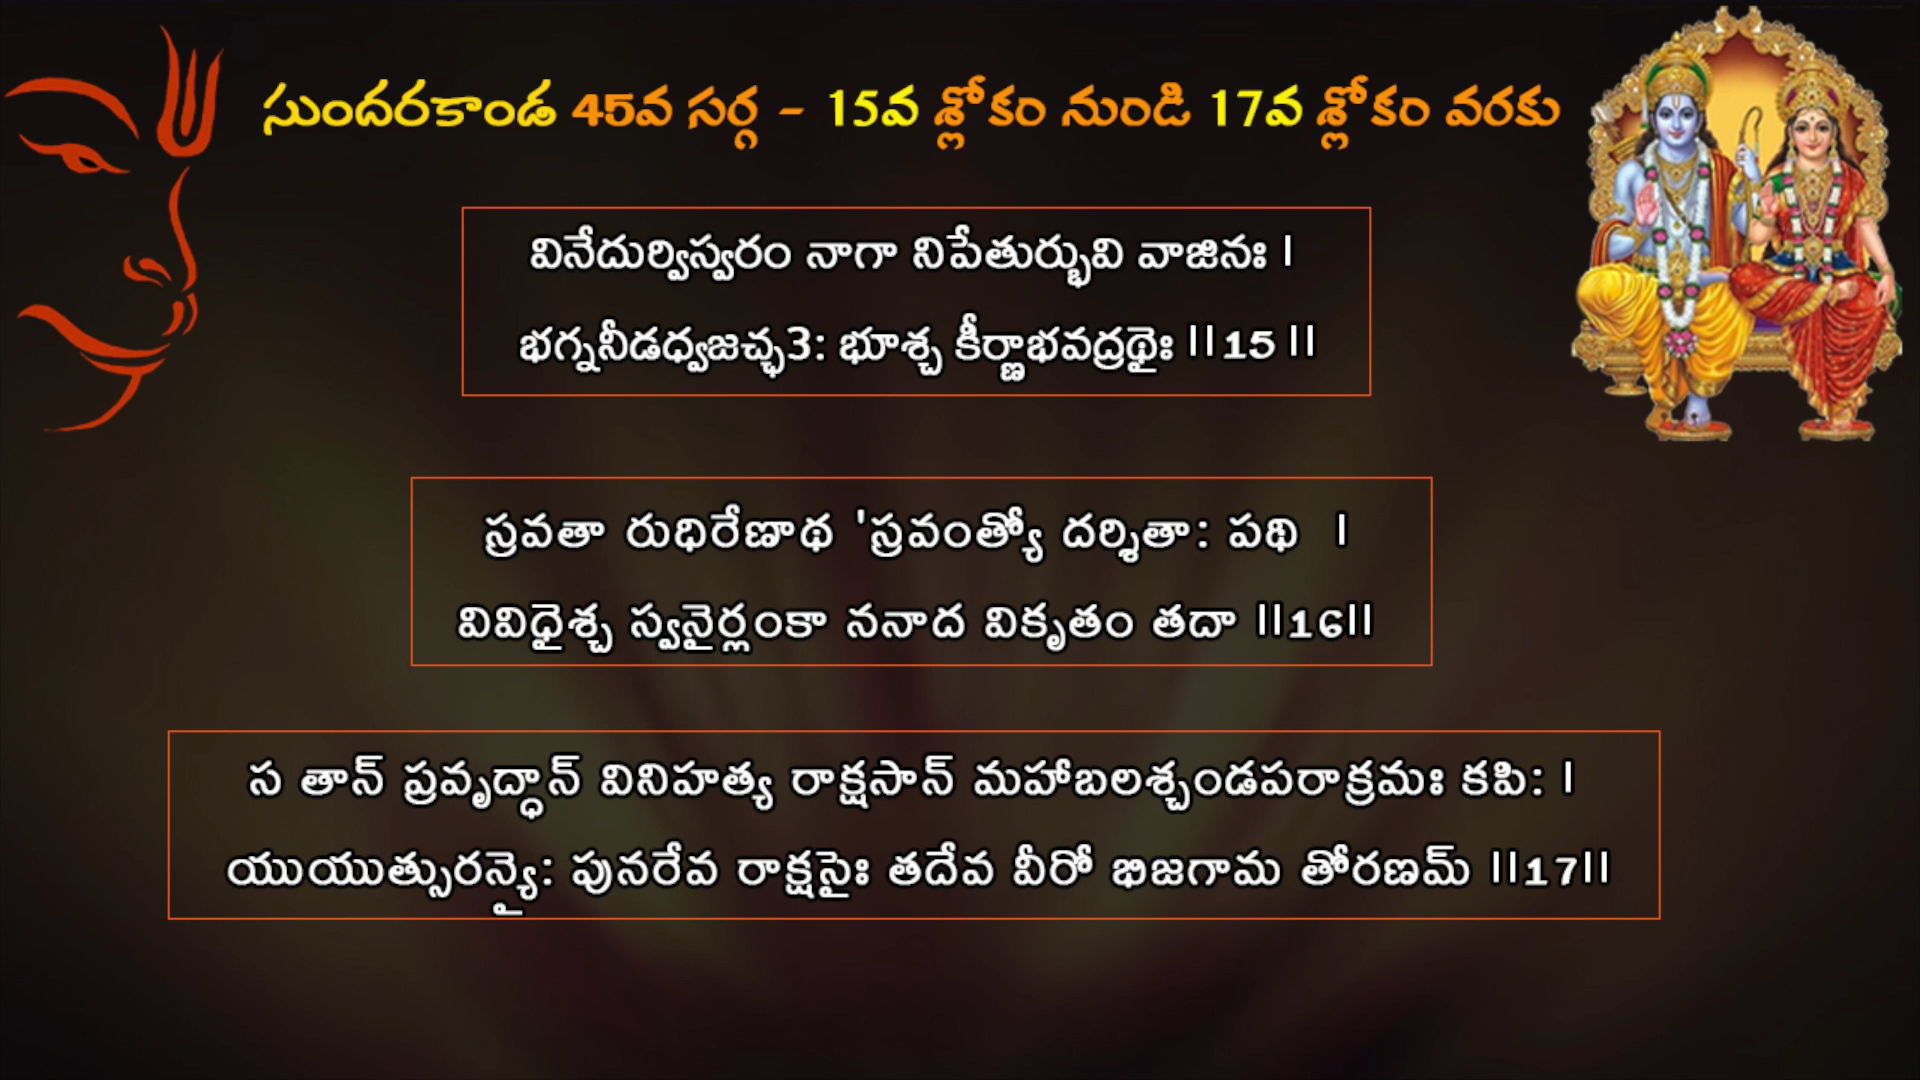 సుందరకాండ 45వ సర్గ - 15వ శ్లోకం నుండి 17వ శ్లోకం వరకు
వినేదుర్విస్వరం నాగా నిపేతుర్భువి వాజినః ।
భగ్ననీడధ్వజచ్ఛ3: భూశ్చ కీర్ణాభవద్రథైః ।।15 ।।
స్రవతా రుధిరేణాథ 'స్రవంత్యో దర్శితా: పథి ।
వివిధైశ్చ స్వనైర్లంకా ననాద వికృతం తదా ।।16।।
స తాన్ ప్రవృద్ధాన్ వినిహత్య రాక్షసాన్ మహాబలశ్చండపరాక్రమః కపి: ।
యుయుత్సురన్యై: పునరేవ రాక్షసైః తదేవ వీరో భిజగామ తోరణమ్ ।।17।।